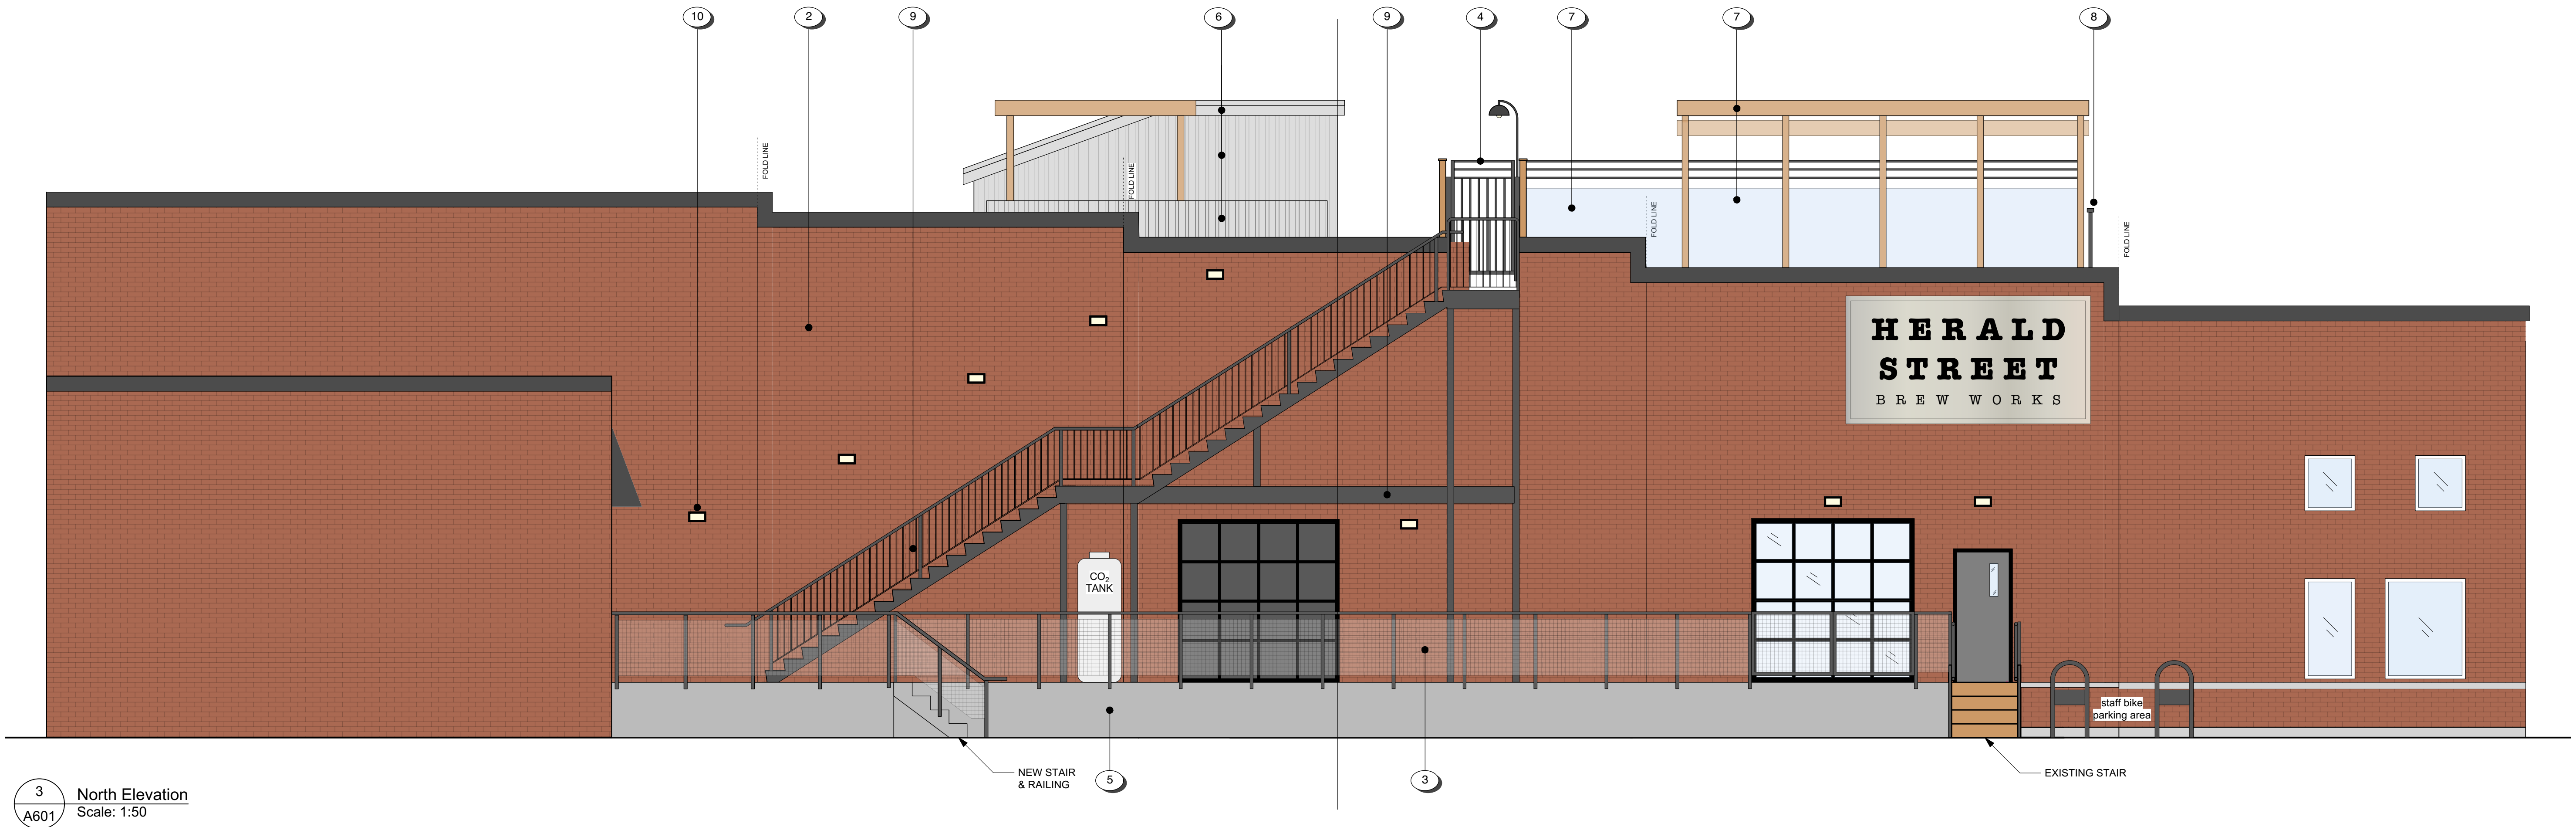 10
2
9
6
9
4
7
7
8
FOLD LINE
FOLD LINE
FOLD LINE
FOLD LINE
HERALD
STREET
BREW WORKS
CO₂
TANK
staff bike
parking area
NEW STAIR
& RAILING
5
3
EXISTING STAIR
3
A601
North Elevation
Scale: 1:50